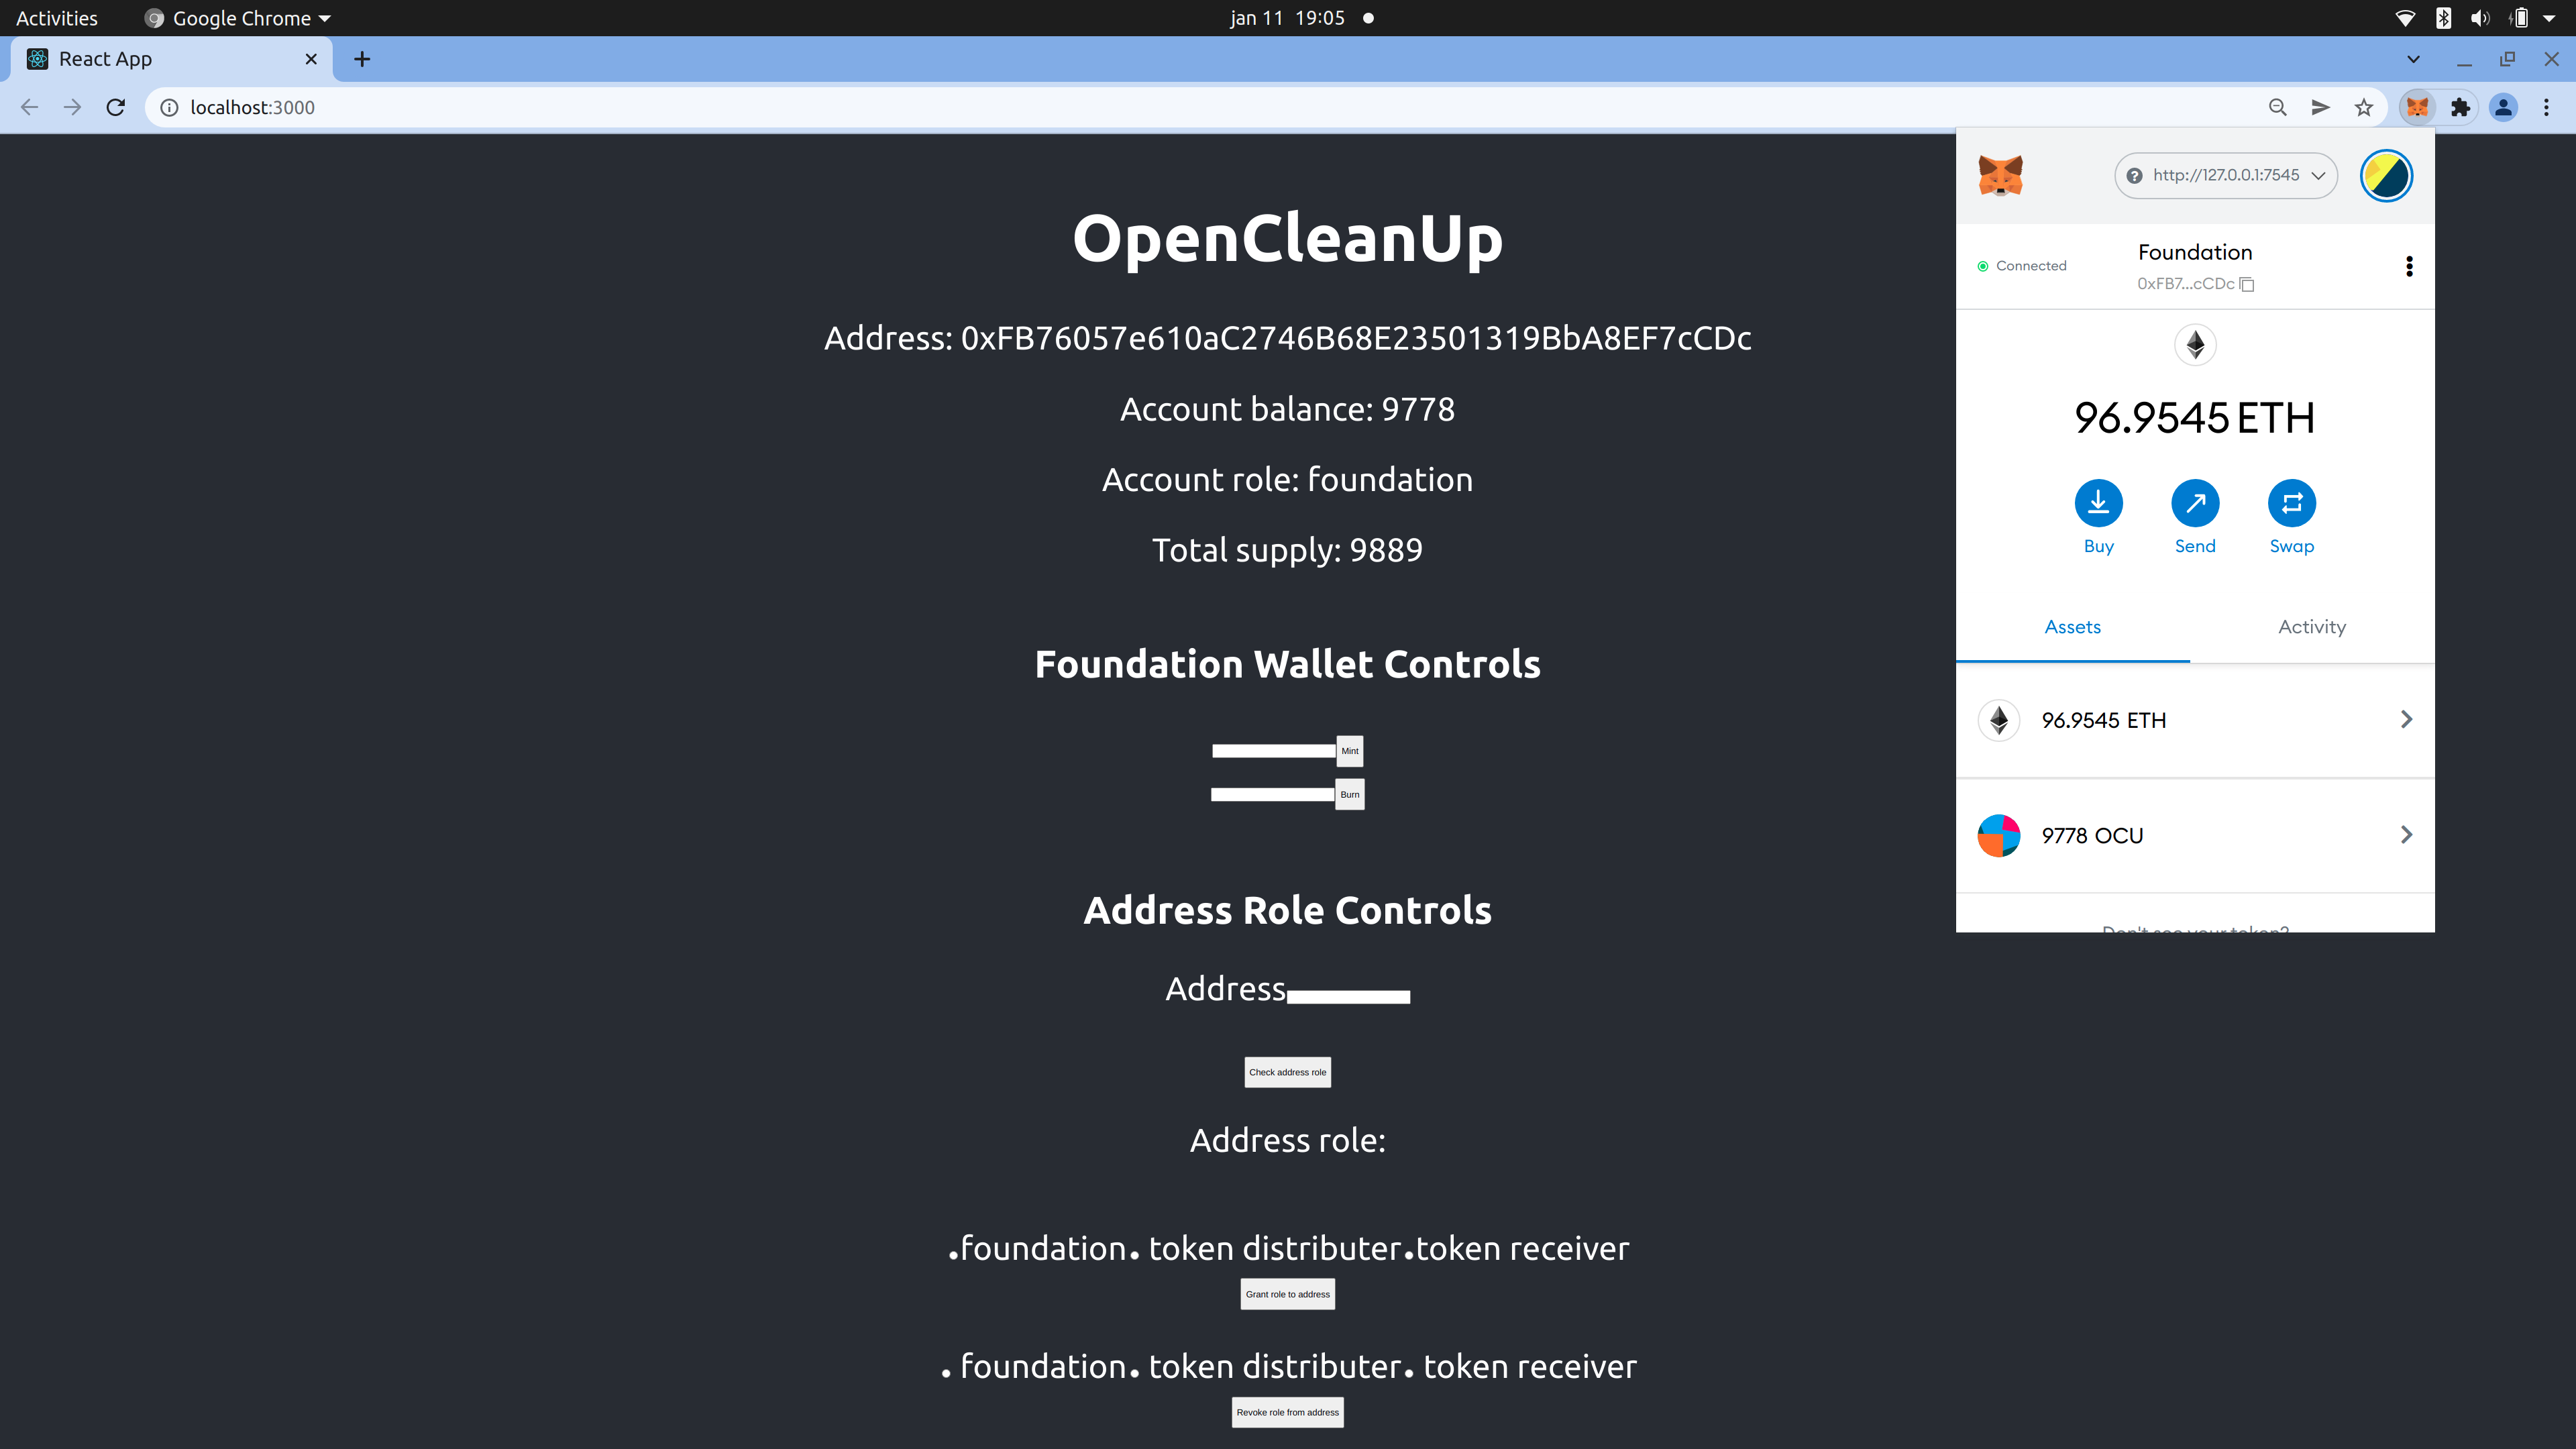 Activities Google Chrome jan 11 19:05
React App
localhost:3000
OpenCleanUp
Address: 0xFB76057e610aC2746B68E23501319BbA8EF7cCDc
Account balance: 9778
Account role: foundation
Total supply: 9889
Foundation Wallet Controls
Mint
Burn
Address Role Controls
Address
Check address role
Address role:
foundation token distributer token receiver
Grant role to address
foundation token distributer token receiver
Revoke role from address
http://127.0.0.1:7545
Connected
Foundation
0xFB7...cCDc
96.9545 ETH
Buy Send Swap
Assets Activity
96.9545 ETH
9778 OCU
Don't see your token?